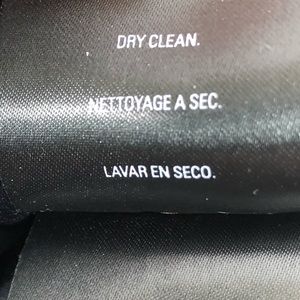 DRY CLEAN.
NETTOYAGE A SEC.
LAVAR EN SECO.